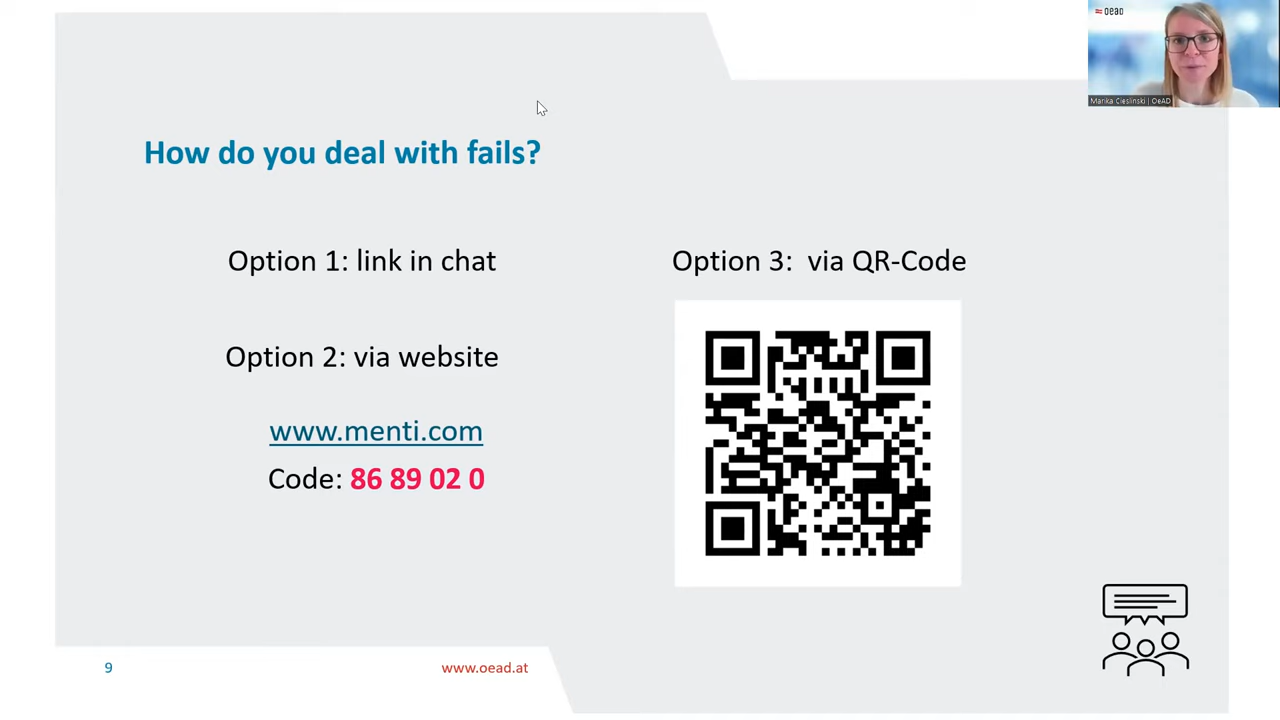 oead
Marika Cieslinski | OeAD
How do you deal with fails?
Option 1: link in chat
Option 2: via website
www.menti.com
Code: 86 89 02 0
Option 3:  via QR-Code
9
www.oead.at